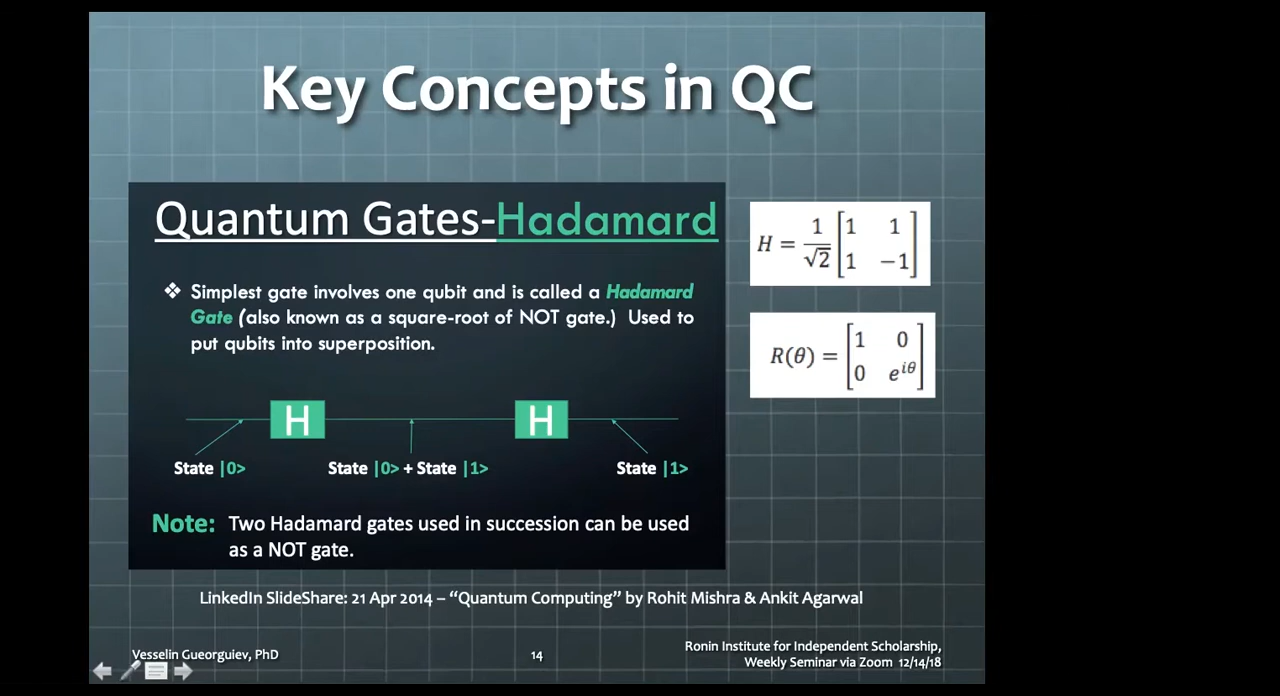 Key Concepts in QC
Quantum Gates-Hadamard
❖ Simplest gate involves one qubit and is called a Hadamard
Gate (also known as a square-root of NOT gate.) Used to
put qubits into superposition.
H H
State |0> State |0> + State |1> State |1>
Note: Two Hadamard gates used in succession can be used
as a NOT gate.
H = 1/√2 [1 1
1 −1]
R(θ) = [1 0
0 e^{iθ}]
LinkedIn SlideShare: 21 Apr 2014 – “Quantum Computing” by Rohit Mishra & Ankit Agarwal
Vesselin Gueorguiev, PhD
14
Ronin Institute for Independent Scholarship,
Weekly Seminar via Zoom 12/14/18